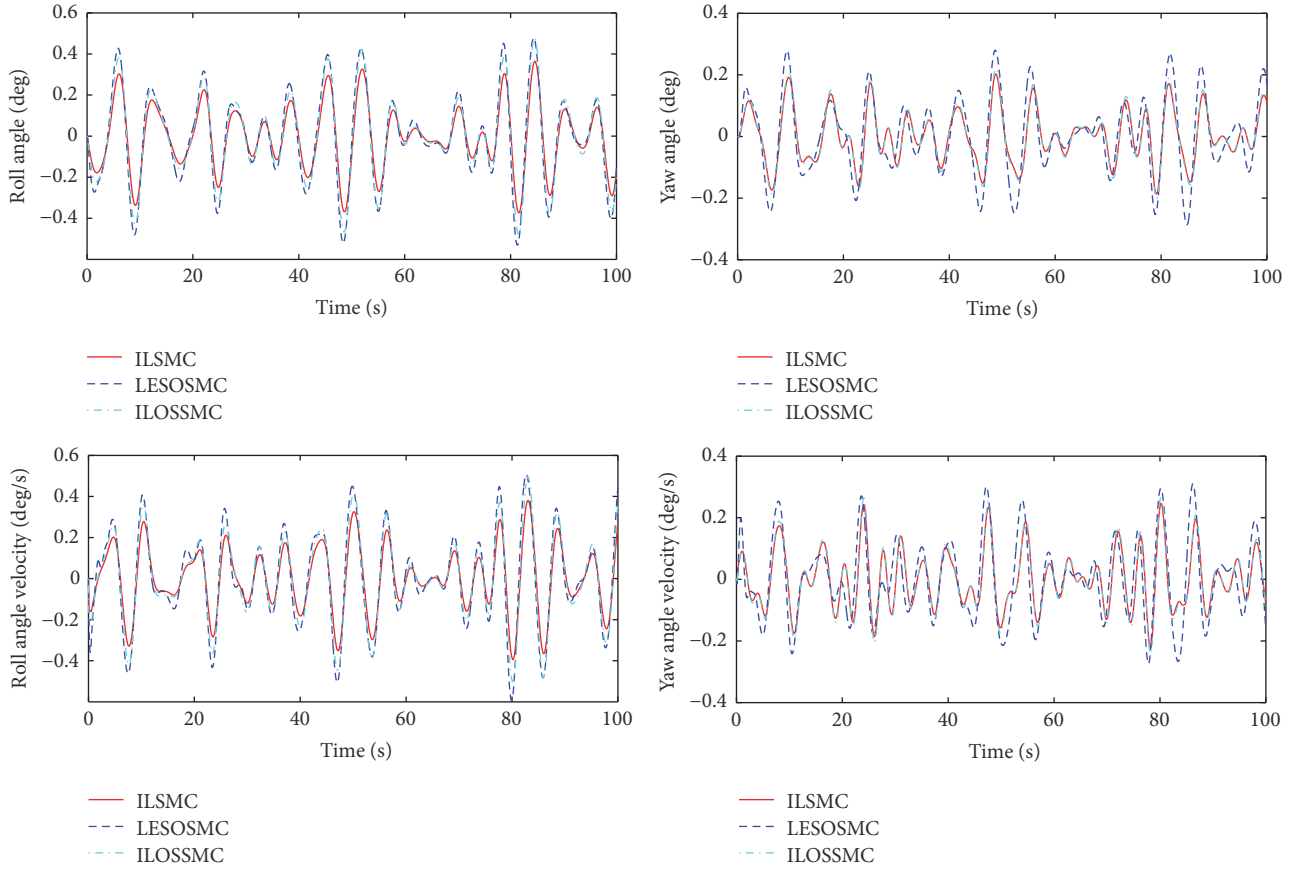 0.6
0.4
0.2
0
−0.2
−0.4
0 20 40 60 80 100
Roll angle (deg)
Time (s)
ILSMC
LESOSMC
ILOSSMC
0.4
0.2
0
−0.2
−0.4
0 20 40 60 80 100
Yaw angle (deg)
Time (s)
ILSMC
LESOSMC
ILOSSMC
0.6
0.4
0.2
0
−0.2
−0.4
0 20 40 60 80 100
Roll angle velocity (deg/s)
Time (s)
ILSMC
LESOSMC
ILOSSMC
0.4
0.2
0
−0.2
−0.4
0 20 40 60 80 100
Yaw angle velocity (deg/s)
Time (s)
ILSMC
LESOSMC
ILOSSMC